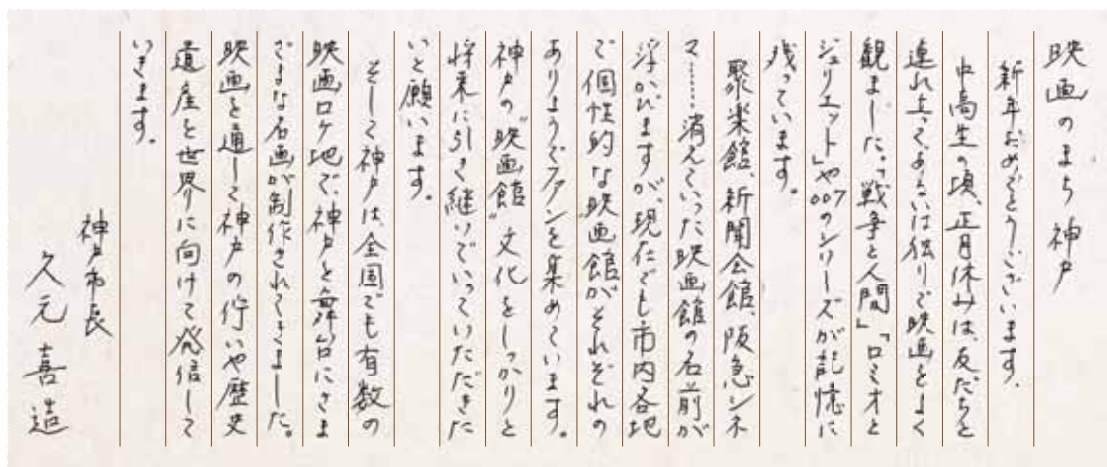 映画のまち 神戸
新年おめでとうございます。
中高生の頃、正月休みは、友だちと
連れ立って、あるいは独りで映画をよく
観ました。「戦争と人間」「ロミオと
ジュリエット」や007のシリーズが記憶に
残っています。
聚楽館、新聞会館、阪急シネ
マ……消えていった映画館の名前が
浮かびますが、現在でも市内各地
で個性的な映画館がそれぞれの
ありようでファンを集めています。
神戸の“映画館”文化をしっかりと
将来に引き継いでいっていただきた
いと願います。
そして神戸は、全国でも有数の
映画ロケ地で、神戸を舞台にさま
ざまな名画が制作されてきました。
映画を通して神戸の佇いや歴史
遺産を世界に向けて発信して
いきます。
神戸市長
久元喜造